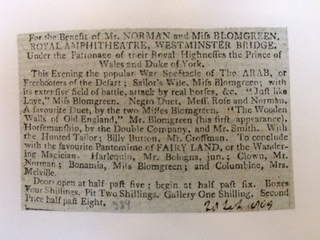 For the Benefit of Mr. NORMAN and Miſs BLOMGREEN.
ROYAL AMPHITHEATRE, WESTMINSTER BRIDGE.
Under the Patronage of their Royal Highneſſes the Prince of
Wales and Duke of York.
This Evening the popular War Spectacle of The ARAB, or
Freebooters of the Deſart; Sailor's Wife, Miſs Blomgreen; with
its extenſive field of battle, attack by real horſes, &c. "Juſt like
Love," Miſs Blomgreen. Negro Duet, Meſſ. Roſe and Norman.
A favourite Duet, by the two Miſſes Blomgreen. "The Wooden
Walls of Old England," Mr. Blomgreen (his firſt appearance).
Horſemanſhip, by the Double Company, and Mr. Smith. With
the Hunted Tailor; Billy Button, Mr. Croſſman. To conclude
with the favourite Pantomime of FAIRY LAND, or the Wander-
ing Magician. Harlequin, Mr. Bologna, jun.; Clown, Mr.
Norman; Bonamia, Miſs Blomgreen; and Columbine, Mrs.
Melville.
Doors open at half paſt five; begin at half paſt ſix. Boxes
Four Shillings. Pit Two Shillings. Gallery One Shilling. Second
Price half paſt Eight.
1809